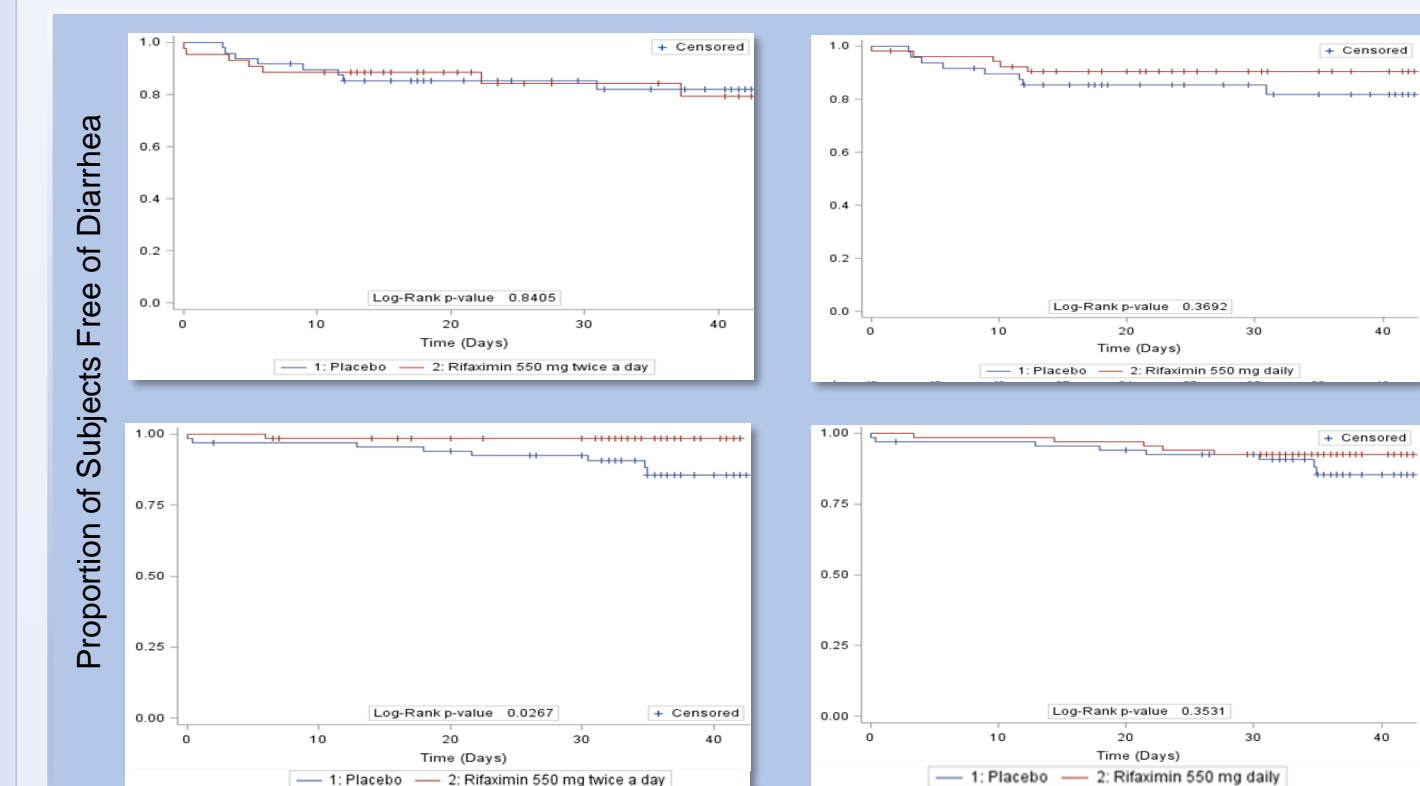 Proportion of Subjects Free of Diarrhea
1.0
0.8
0.6
0.4
0.2
0.0
+ Censored
Log-Rank p-value 0.8405
0 10 20 30 40
Time (Days)
1: Placebo 2: Rifaximin 550 mg twice a day
1.0
0.8
0.6
0.4
0.2
0.0
+ Censored
Log-Rank p-value 0.3692
0 10 20 30 40
Time (Days)
1: Placebo 2: Rifaximin 550 mg daily
1.00
0.75
0.50
0.25
0.00
Log-Rank p-value 0.0267
+ Censored
0 10 20 30 40
Time (Days)
1: Placebo 2: Rifaximin 550 mg twice a day
1.00
0.75
0.50
0.25
0.00
+ Censored
Log-Rank p-value 0.3531
0 10 20 30 40
Time (Days)
1: Placebo 2: Rifaximin 550 mg daily